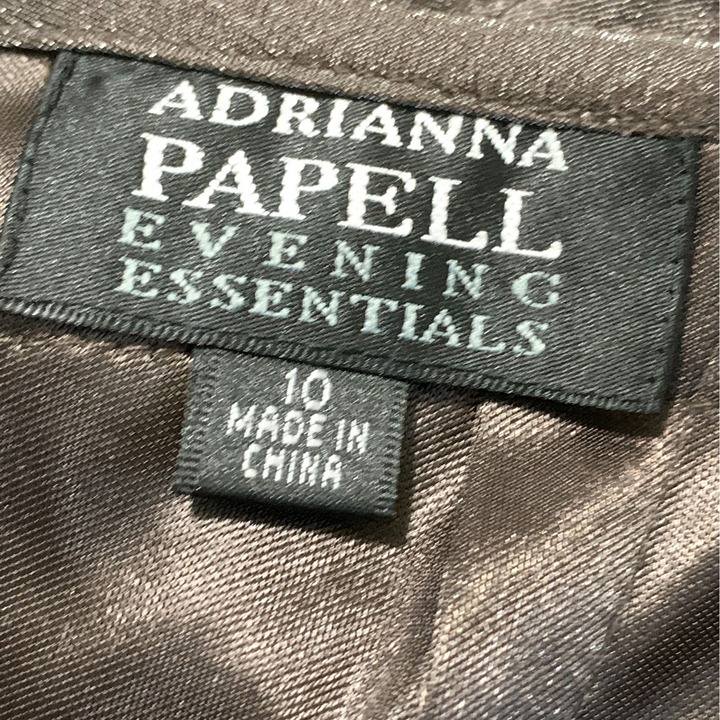 ADRIANNA
PAPELL
EVENING
ESSENTIALS
10
MADE IN
CHINA